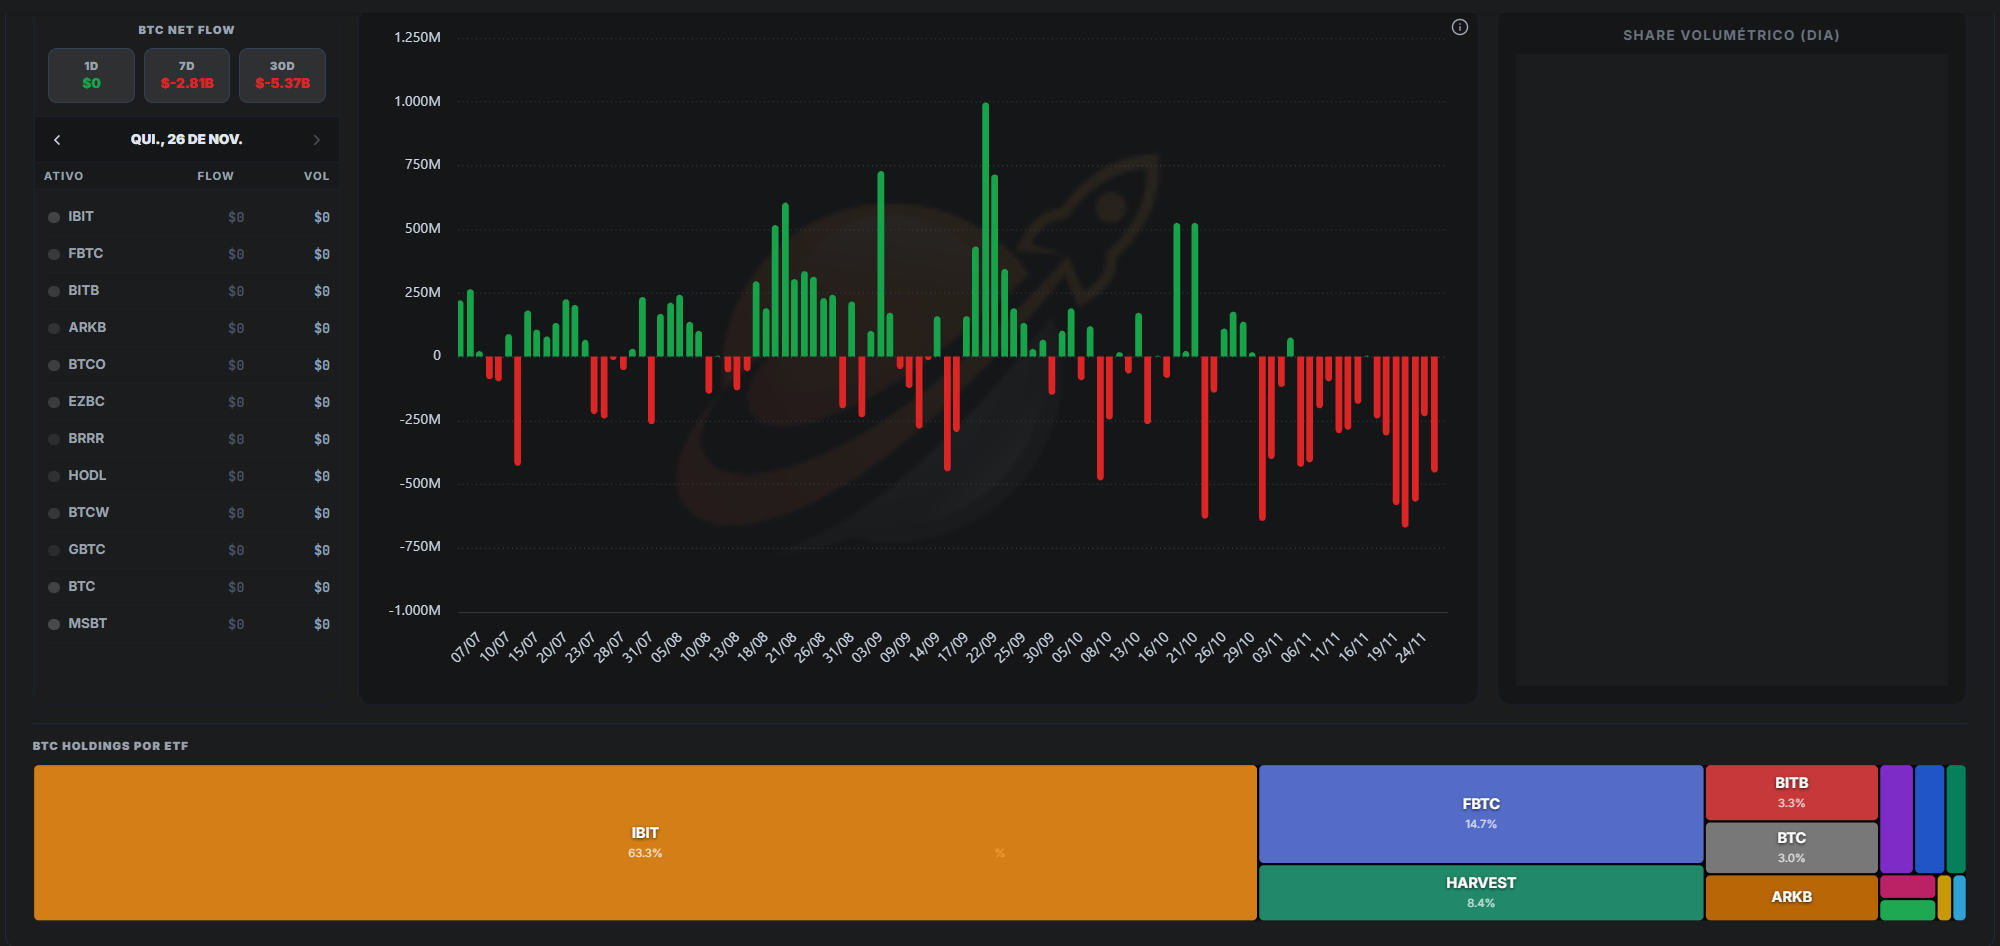 BTC NET FLOW
1D
$0
7D
$-2.81B
30D
$-5.37B
QUI., 26 DE NOV.
ATIVO FLOW VOL
IBIT $0 $0
FBTC $0 $0
BITB $0 $0
ARKB $0 $0
BTCO $0 $0
EZBC $0 $0
BRRR $0 $0
HODL $0 $0
BTCW $0 $0
GBTC $0 $0
BTC $0 $0
MSBT $0 $0
1.250M
1.000M
750M
500M
250M
0
-250M
-500M
-750M
-1.000M
07/07 10/07 15/07 20/07 23/07 28/07 31/07 05/08 10/08 13/08 18/08 21/08 26/08 31/08 03/09 09/09 14/09 17/09 22/09 25/09 30/09 05/10 08/10 13/10 16/10 21/10 26/10 29/10 03/11 06/11 11/11 16/11 19/11 24/11
SHARE VOLUMÉTRICO (DIA)
BTC HOLDINGS POR ETF
IBIT
63.3%
%
FBTC
14.7%
HARVEST
8.4%
BITB
3.3%
BTC
3.0%
ARKB